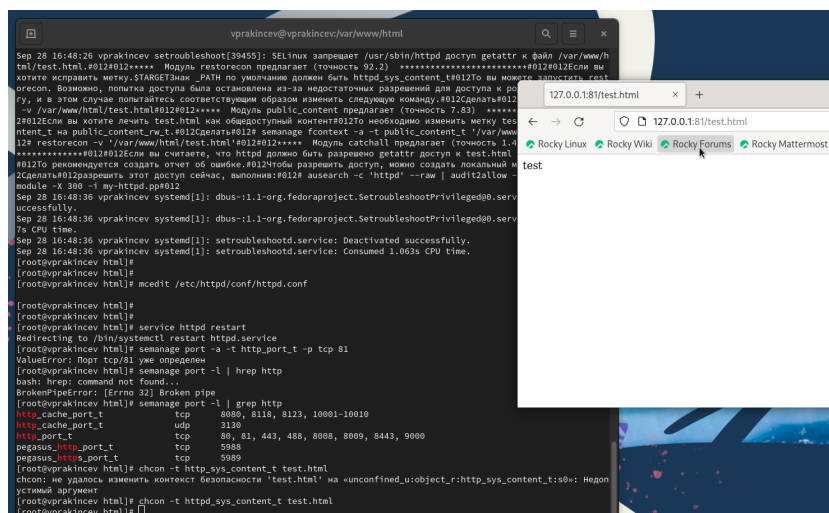 vprakincev@vprakincev:/var/www/html
Sep 28 16:48:26 vprakincev setroubleshoot[39455]: SELinux запрещает /usr/sbin/httpd доступ getattr к файл /var/www/h
tml/test.html.#012#012***** Модуль restorecon предлагает (точность 92.2) ************************#012#012Если вы
хотите исправить метку.$TARGETЗнак _PATH по умолчанию должен быть httpd_sys_content_t#012То вы можете запустить rest
orecon. Возможно, попытка доступа была остановлена из-за недостаточных разрешений для доступа к ро
гу, и в этом случае попытайтесь соответствующим образом изменить следующую команду.#012Сделать#012
-v /var/www/html/test.html#012#012***** Модуль public_content предлагает (точность 7.83) ******
2#012Если вы хотите лечить test.html как общедоступный контент#012То необходимо изменить метку tes
ntent_t на public_content_rw_t.#012Сделать#012# semanage fcontext -a -t public_content_t '/var/www
12# restorecon -v '/var/www/html/test.html'#012#012***** Модуль catchall предлагает (точность 1.4
**************#012#012Если вы считаете, что httpd должно быть разрешено getattr доступ к test.html
#012То рекомендуется создать отчет об ошибке.#012Чтобы разрешить доступ, можно создать локальный м
2Сделать#012разрешить этот доступ сейчас, выполнив:#012# ausearch -c 'httpd' --raw | audit2allow -
module -X 300 -i my-httpd.pp#012
Sep 28 16:48:36 vprakincev systemd[1]: dbus-:1.1-org.fedoraproject.SetroubleshootPrivileged@0.serv
uccessfully.
Sep 28 16:48:36 vprakincev systemd[1]: dbus-:1.1-org.fedoraproject.SetroubleshootPrivileged@0.serv
7s CPU time.
Sep 28 16:48:36 vprakincev systemd[1]: setroubleshootd.service: Deactivated successfully.
Sep 28 16:48:36 vprakincev systemd[1]: setroubleshootd.service: Consumed 1.063s CPU time.
[root@vprakincev html]#
[root@vprakincev html]#
[root@vprakincev html]# mcedit /etc/httpd/conf/httpd.conf
[root@vprakincev html]#
[root@vprakincev html]#
[root@vprakincev html]# service httpd restart
Redirecting to /bin/systemctl restart httpd.service
[root@vprakincev html]# semanage port -a -t http_port_t -p tcp 81
ValueError: Порт tcp/81 уже определен
[root@vprakincev html]# semanage port -l | hrep http
bash: hrep: command not found...
BrokenPipeError: [Errno 32] Broken pipe
[root@vprakincev html]# semanage port -l | grep http
http_cache_port_t tcp 8080, 8118, 8123, 10001-10010
http_cache_port_t udp 3130
http_port_t tcp 80, 81, 443, 488, 8008, 8009, 8443, 9000
pegasus_http_port_t tcp 5988
pegasus_https_port_t tcp 5989
[root@vprakincev html]# chcon -t http_sys_content_t test.html
chcon: не удалось изменить контекст безопасности 'test.html' на «unconfined_u:object_r:http_sys_content_t:s0»: Недоп
устимый аргумент
[root@vprakincev html]# chcon -t httpd_sys_content_t test.html
[root@vprakincev html]#
127.0.0.1:81/test.html
127.0.0.1:81/test.html
Rocky Linux Rocky Wiki Rocky Forums Rocky Mattermost
test